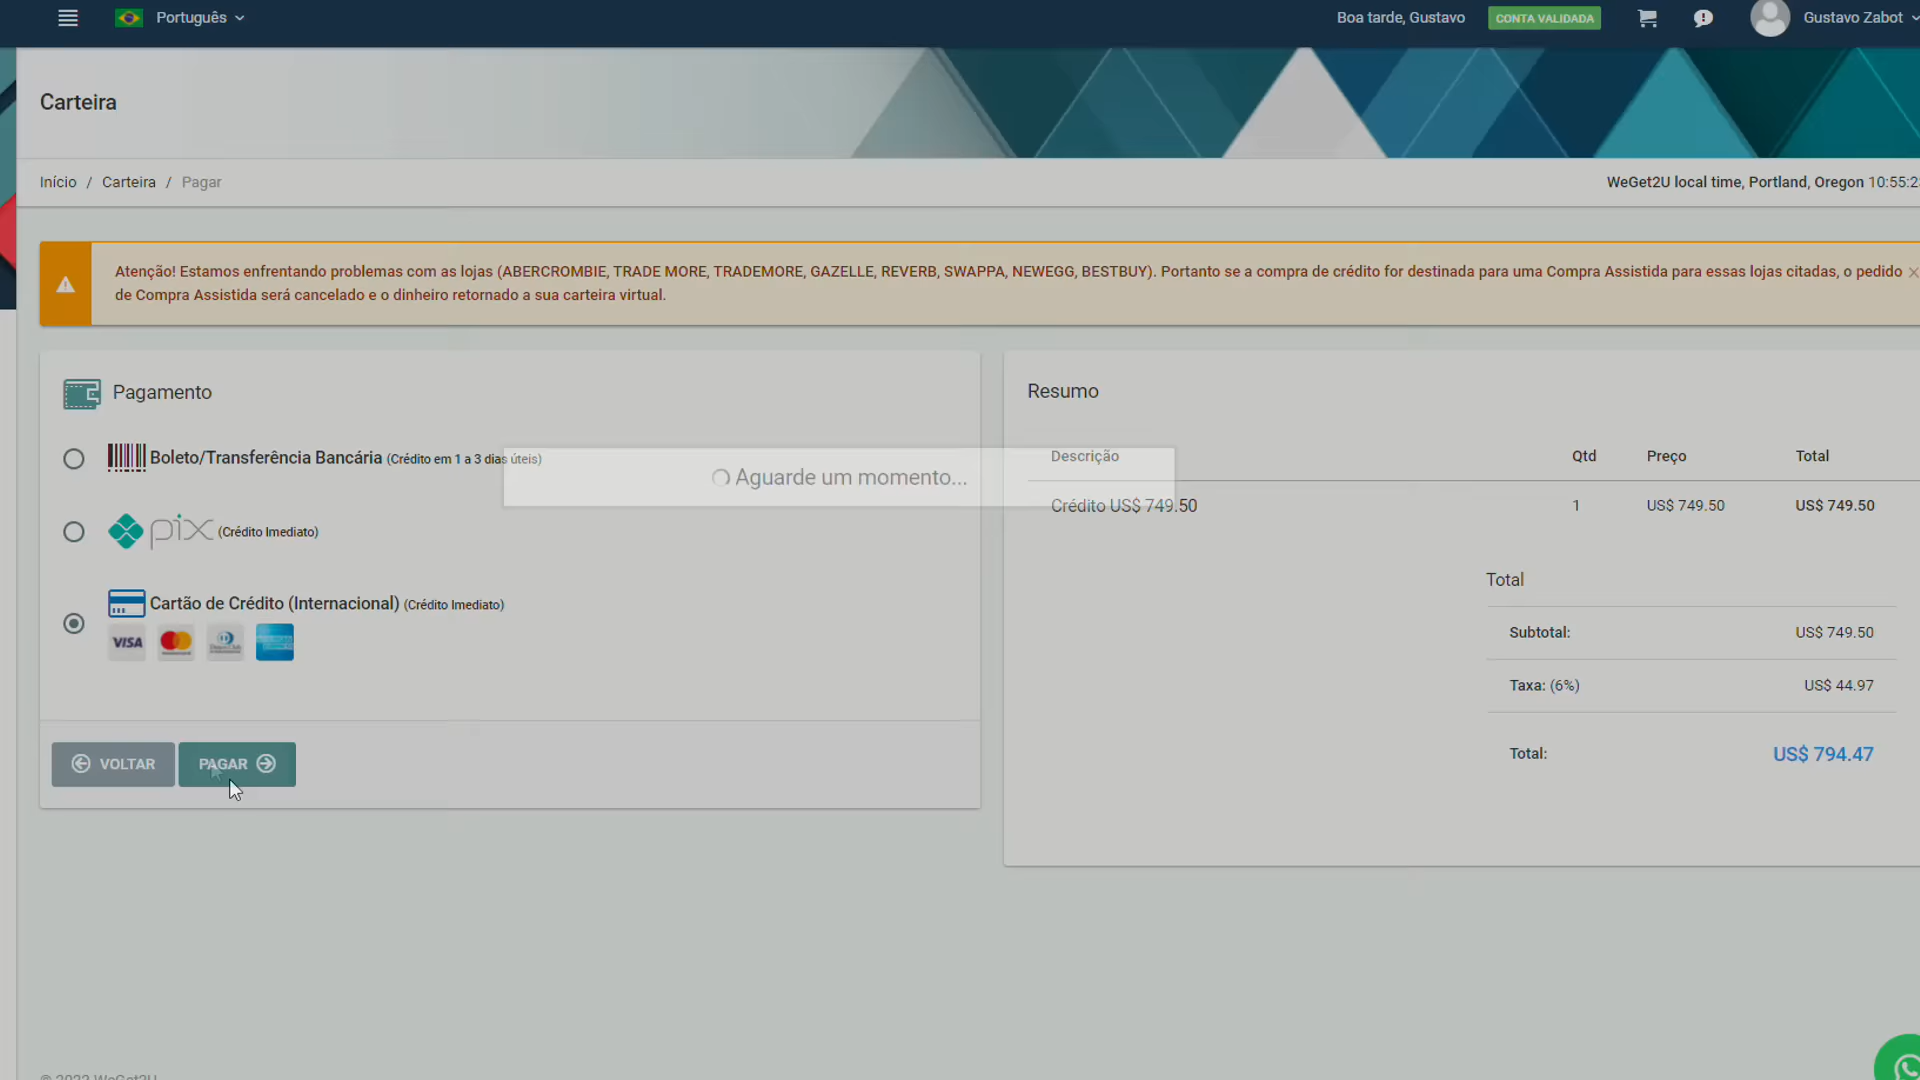 Português
Boa tarde, Gustavo
CONTA VALIDADA
Gustavo Zabot
Carteira
Início / Carteira / Pagar
WeGet2U local time, Portland, Oregon 10:55:2
Atenção! Estamos enfrentando problemas com as lojas (ABERCROMBIE, TRADE MORE, TRADEMORE, GAZELLE, REVERB, SWAPPA, NEWEGG, BESTBUY). Portanto se a compra de crédito for destinada para uma Compra Assistida para essas lojas citadas, o pedido
de Compra Assistida será cancelado e o dinheiro retornado a sua carteira virtual.
Pagamento
Boleto/Transferência Bancária (Crédito em 1 a 3 dias úteis)
pix (Crédito Imediato)
Cartão de Crédito (Internacional) (Crédito Imediato)
VISA
VOLTAR
PAGAR
Aguarde um momento...
Resumo
Descrição Qtd Preço Total
Crédito US$ 749.50 1 US$ 749.50 US$ 749.50
Total
Subtotal: US$ 749.50
Taxa: (6%) US$ 44.97
Total: US$ 794.47